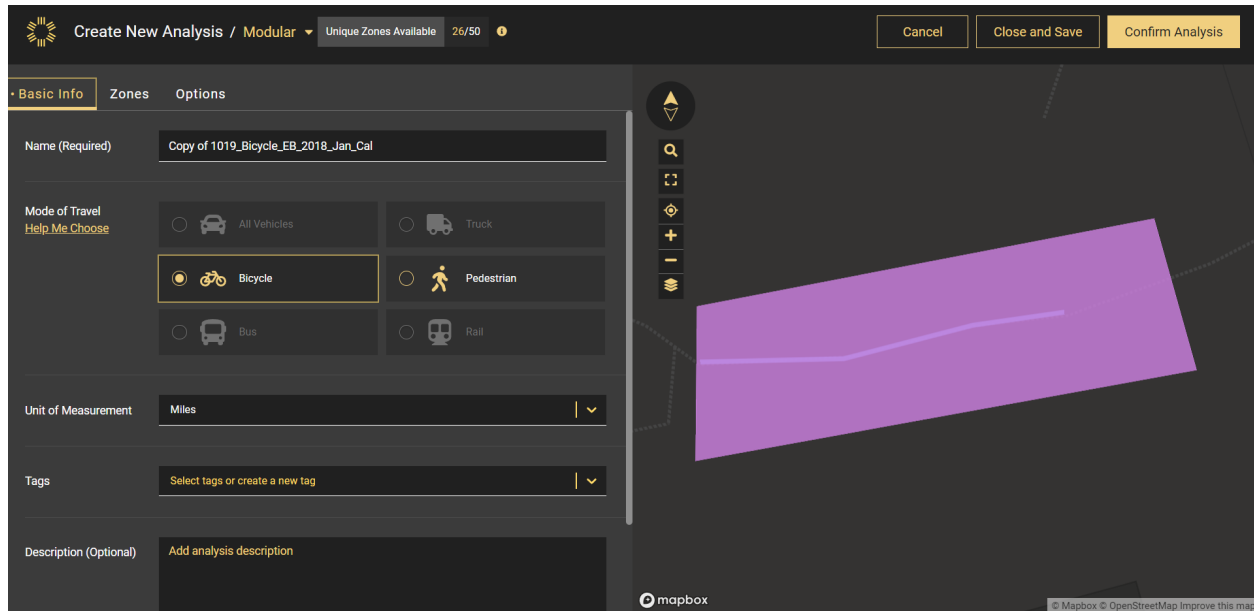 Create New Analysis / Modular
Unique Zones Available 26/50
Cancel
Close and Save
Confirm Analysis
Basic Info
Zones
Options
Name (Required)
Copy of 1019_Bicycle_EB_2018_Jan_Cal
Mode of Travel
Help Me Choose
All Vehicles
Truck
Bicycle
Pedestrian
Bus
Rail
Unit of Measurement
Miles
Tags
Select tags or create a new tag
Description (Optional)
Add analysis description
mapbox
© Mapbox © OpenStreetMap Improve this map